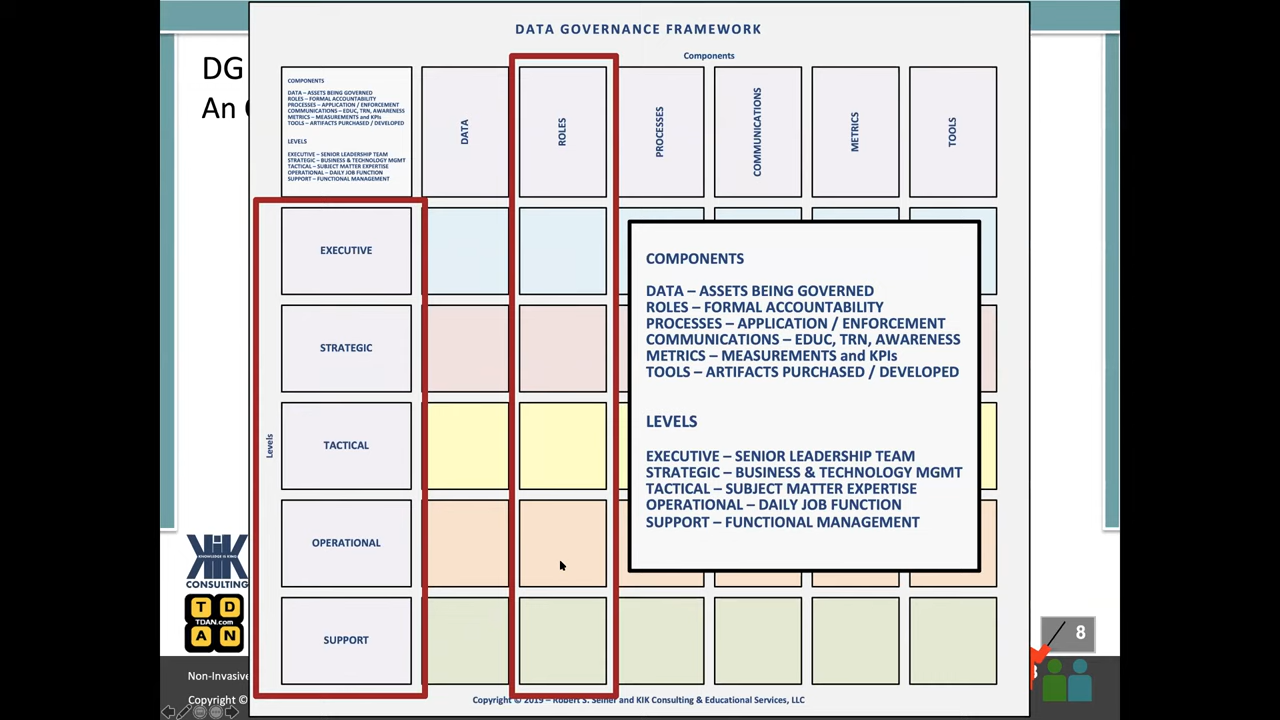 DATA GOVERNANCE FRAMEWORK
Components
DG
An
COMPONENTS
DATA – ASSETS BEING GOVERNED
ROLES – FORMAL ACCOUNTABILITY
PROCESSES – APPLICATION / ENFORCEMENT
COMMUNICATIONS – EDUC, TRN, AWARENESS
METRICS – MEASUREMENTS and KPIs
TOOLS – ARTIFACTS PURCHASED / DEVELOPED
LEVELS
EXECUTIVE – SENIOR LEADERSHIP TEAM
STRATEGIC – BUSINESS & TECHNOLOGY MGMT
TACTICAL – SUBJECT MATTER EXPERTISE
OPERATIONAL – DAILY JOB FUNCTION
SUPPORT – FUNCTIONAL MANAGEMENT
DATA
ROLES
PROCESSES
COMMUNICATIONS
METRICS
TOOLS
Levels
EXECUTIVE
STRATEGIC
TACTICAL
OPERATIONAL
SUPPORT
COMPONENTS
DATA – ASSETS BEING GOVERNED
ROLES – FORMAL ACCOUNTABILITY
PROCESSES – APPLICATION / ENFORCEMENT
COMMUNICATIONS – EDUC, TRN, AWARENESS
METRICS – MEASUREMENTS and KPIs
TOOLS – ARTIFACTS PURCHASED / DEVELOPED
LEVELS
EXECUTIVE – SENIOR LEADERSHIP TEAM
STRATEGIC – BUSINESS & TECHNOLOGY MGMT
TACTICAL – SUBJECT MATTER EXPERTISE
OPERATIONAL – DAILY JOB FUNCTION
SUPPORT – FUNCTIONAL MANAGEMENT
KIK
KNOWLEDGE IS KING
CONSULTING
T D
TDAN.com
A N
8
Non-Invasive
Copyright ©
Copyright © 2019 – Robert S. Seiner and KIK Consulting & Educational Services, LLC